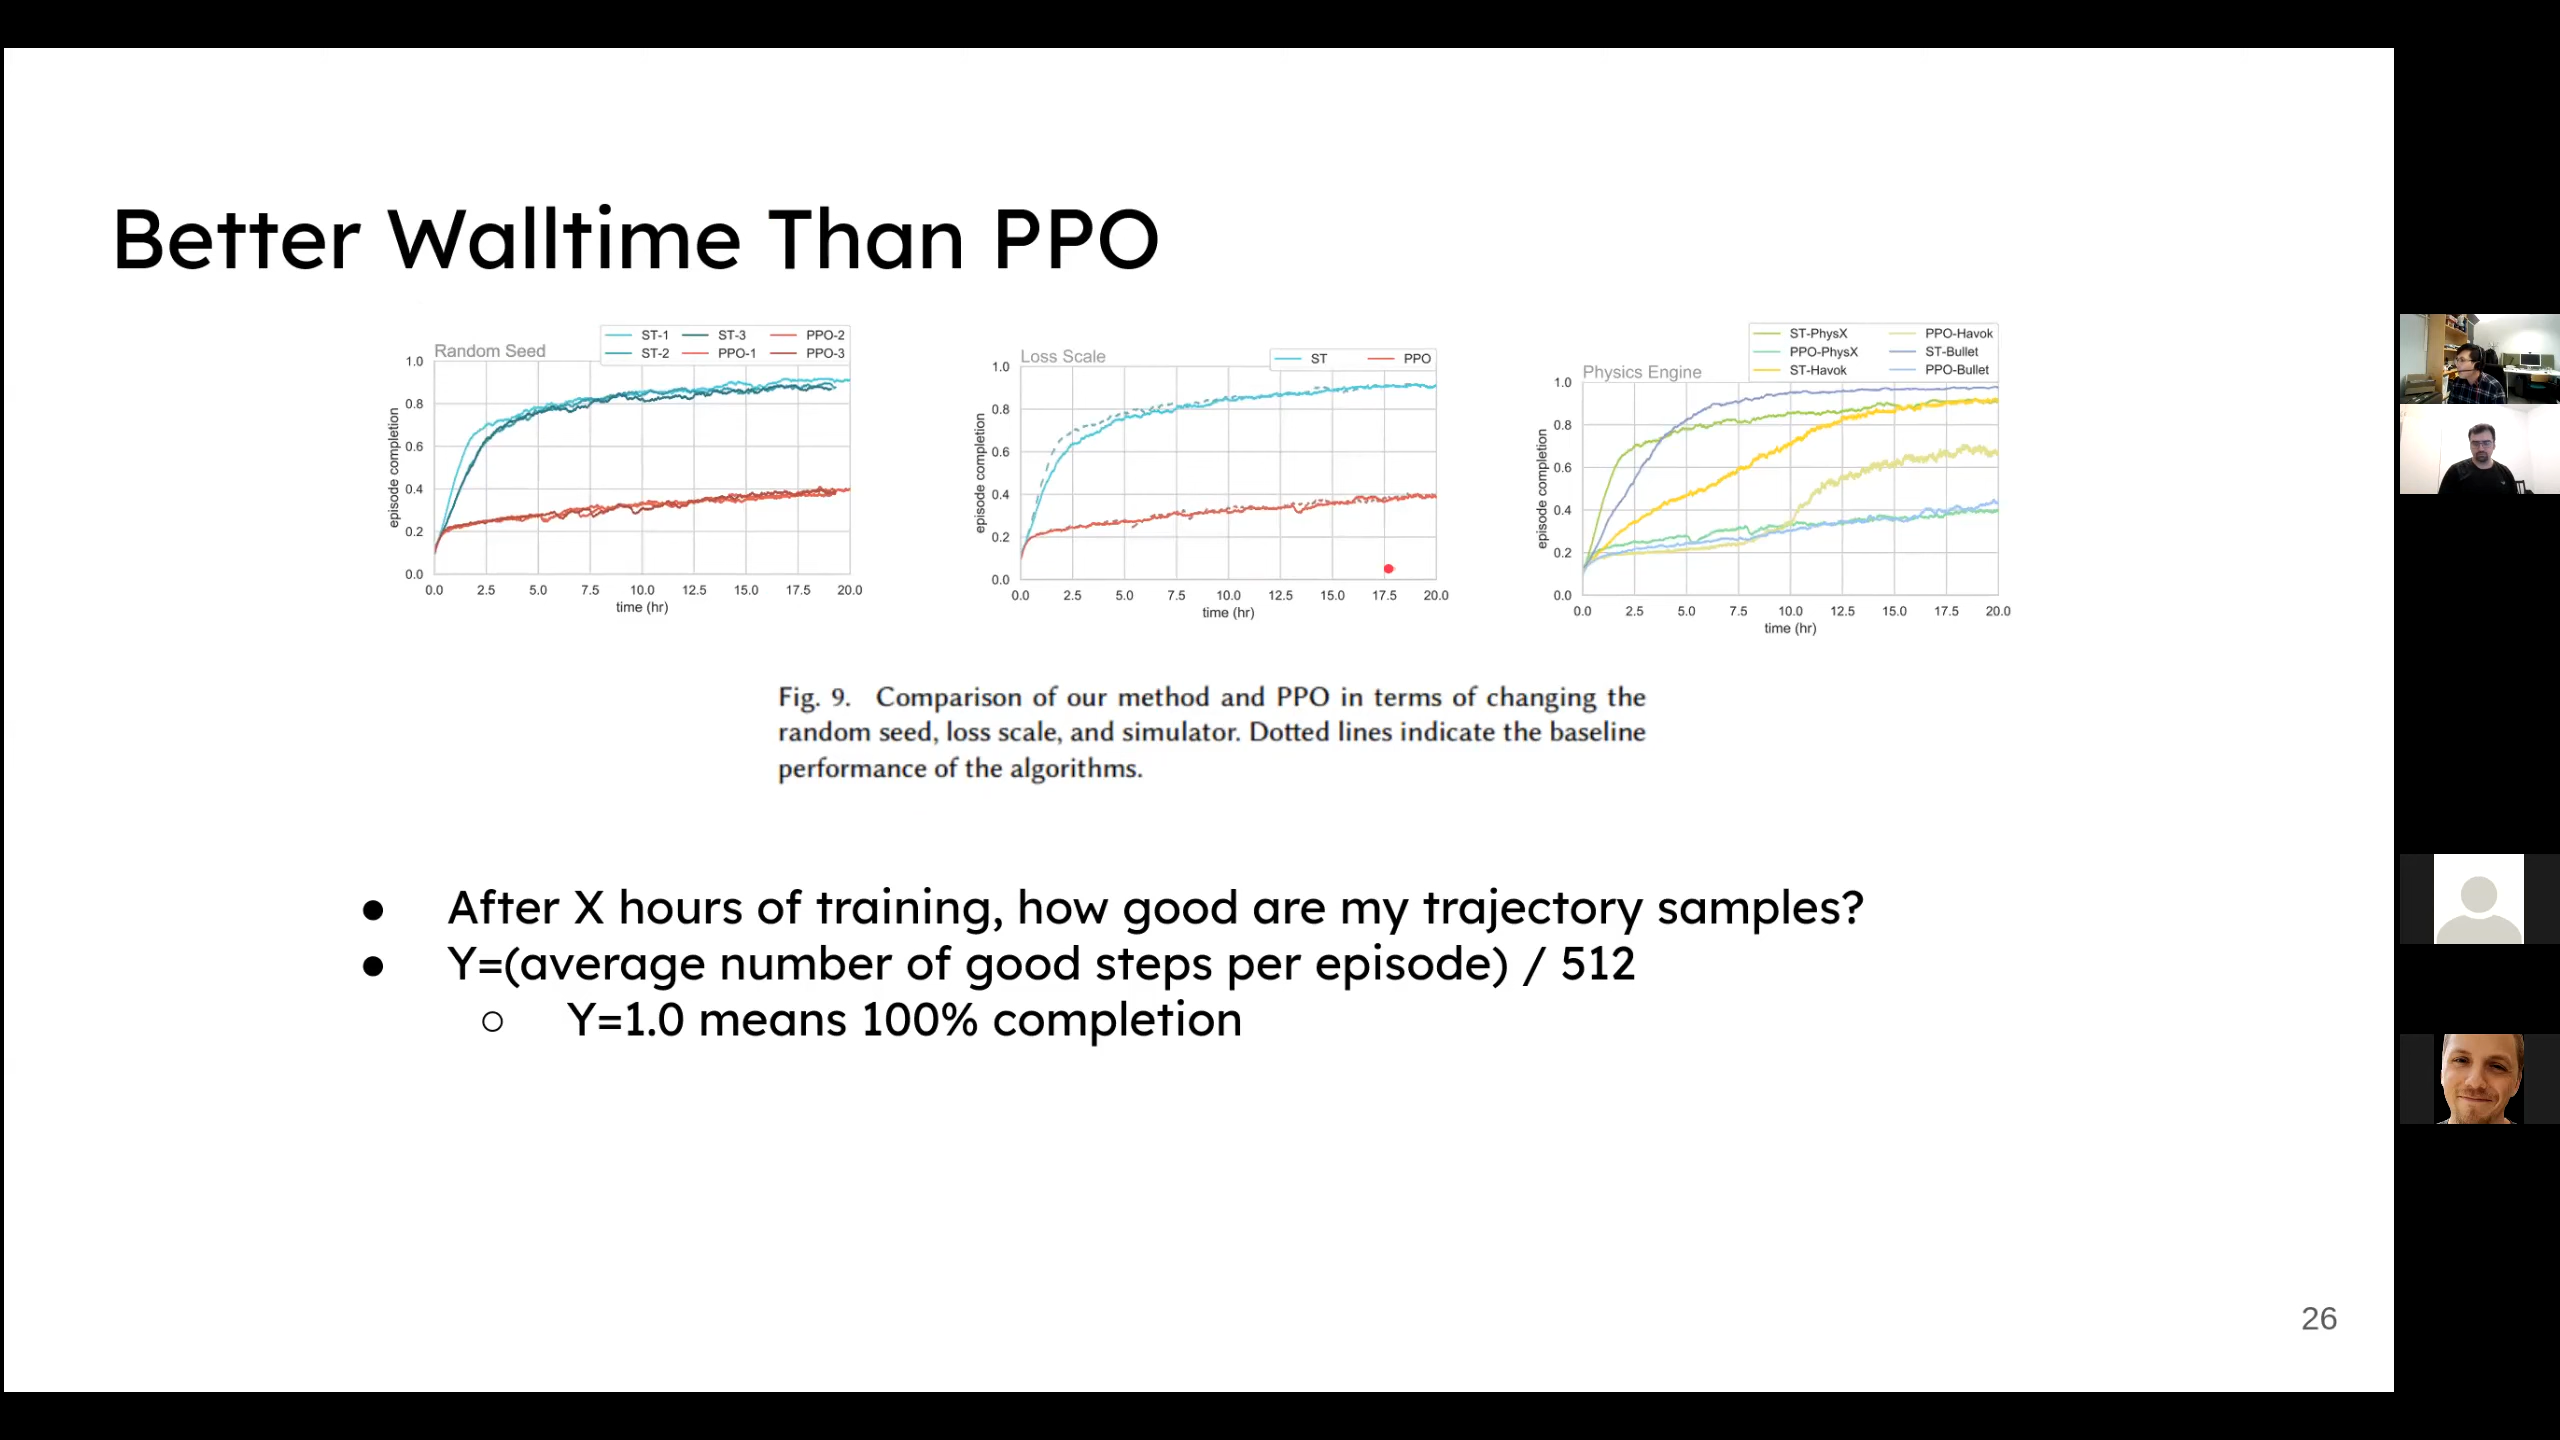 Better Walltime Than PPO
Random Seed
ST-1 ST-3 PPO-2
ST-2 PPO-1 PPO-3
episode completion
1.0
0.8
0.6
0.4
0.2
0.0
0.0 2.5 5.0 7.5 10.0 12.5 15.0 17.5 20.0
time (hr)
Loss Scale
ST PPO
episode completion
1.0
0.8
0.6
0.4
0.2
0.0
0.0 2.5 5.0 7.5 10.0 12.5 15.0 17.5 20.0
time (hr)
Physics Engine
ST-PhysX PPO-Havok
PPO-PhysX ST-Bullet
ST-Havok PPO-Bullet
episode completion
1.0
0.8
0.6
0.4
0.2
0.0
0.0 2.5 5.0 7.5 10.0 12.5 15.0 17.5 20.0
time (hr)
Fig. 9. Comparison of our method and PPO in terms of changing the
random seed, loss scale, and simulator. Dotted lines indicate the baseline
performance of the algorithms.
● After X hours of training, how good are my trajectory samples?
● Y=(average number of good steps per episode) / 512
○ Y=1.0 means 100% completion
26